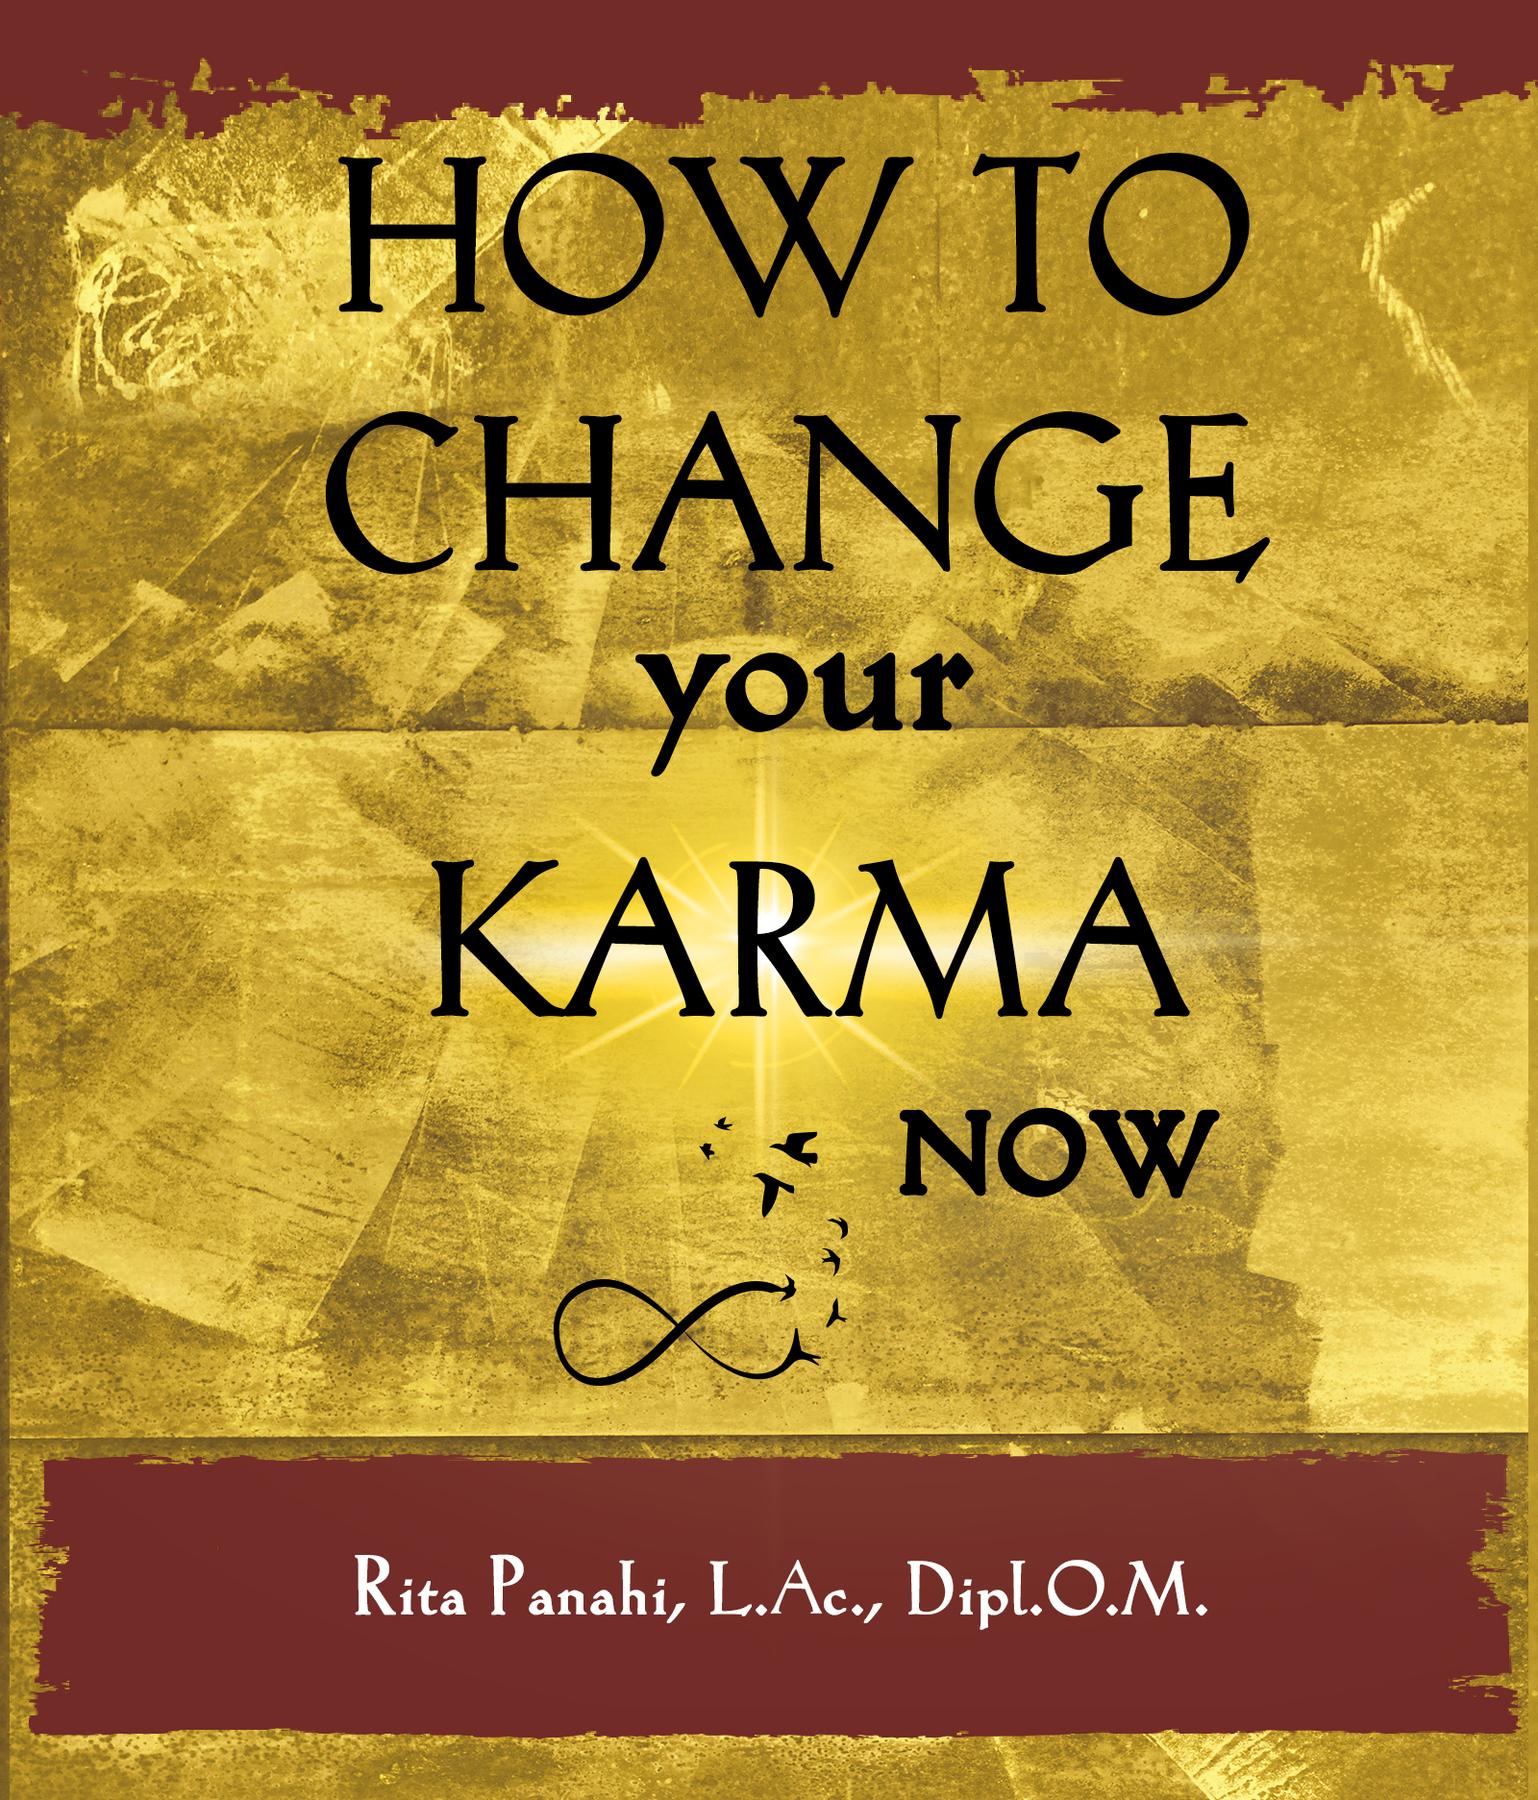 HOW TO
CHANGE
your
KARMA
NOW
Rita Panahi, L.Ac., Dipl.O.M.